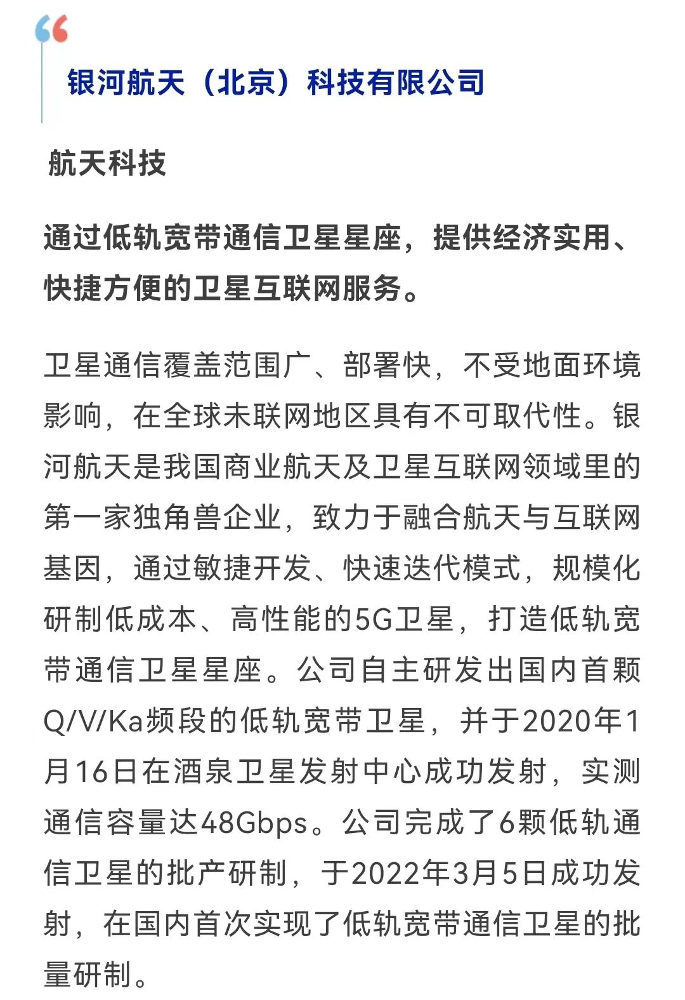 银河航天（北京）科技有限公司
航天科技
通过低轨宽带通信卫星星座，提供经济实用、
快捷方便的卫星互联网服务。
卫星通信覆盖范围广、部署快，不受地面环境
影响，在全球未联网地区具有不可取代性。银
河航天是我国商业航天及卫星互联网领域里的
第一家独角兽企业，致力于融合航天与互联网
基因，通过敏捷开发、快速迭代模式，规模化
研制低成本、高性能的5G卫星，打造低轨宽
带通信卫星星座。公司自主研发出国内首颗
Q/V/Ka频段的低轨宽带卫星，并于2020年1
月16日在酒泉卫星发射中心成功发射，实测
通信容量达48Gbps。公司完成了6颗低轨通
信卫星的批产研制，于2022年3月5日成功发
射，在国内首次实现了低轨宽带通信卫星的批
量研制。